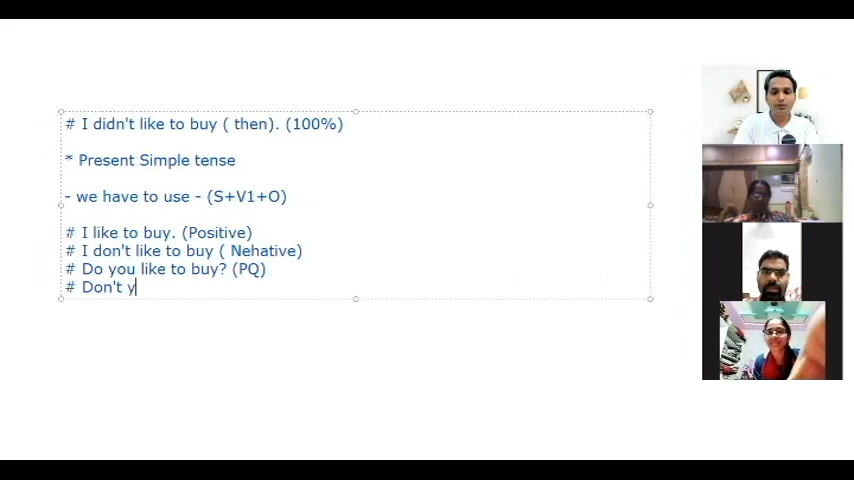 # I didn't like to buy ( then). (100%)
* Present Simple tense
- we have to use - (S+V1+O)
# I like to buy. (Positive)
# I don't like to buy ( Nehative)
# Do you like to buy? (PQ)
# Don't y